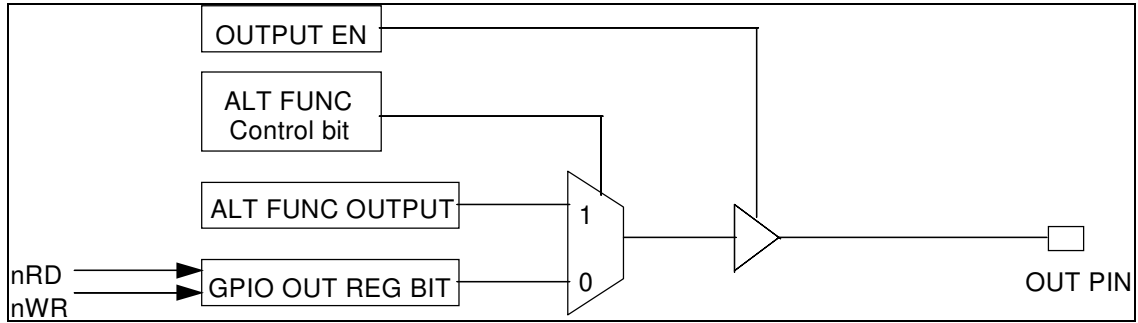 OUTPUT EN
ALT FUNC
Control bit
ALT FUNC OUTPUT
1
nRD
nWR
GPIO OUT REG BIT
0
OUT PIN